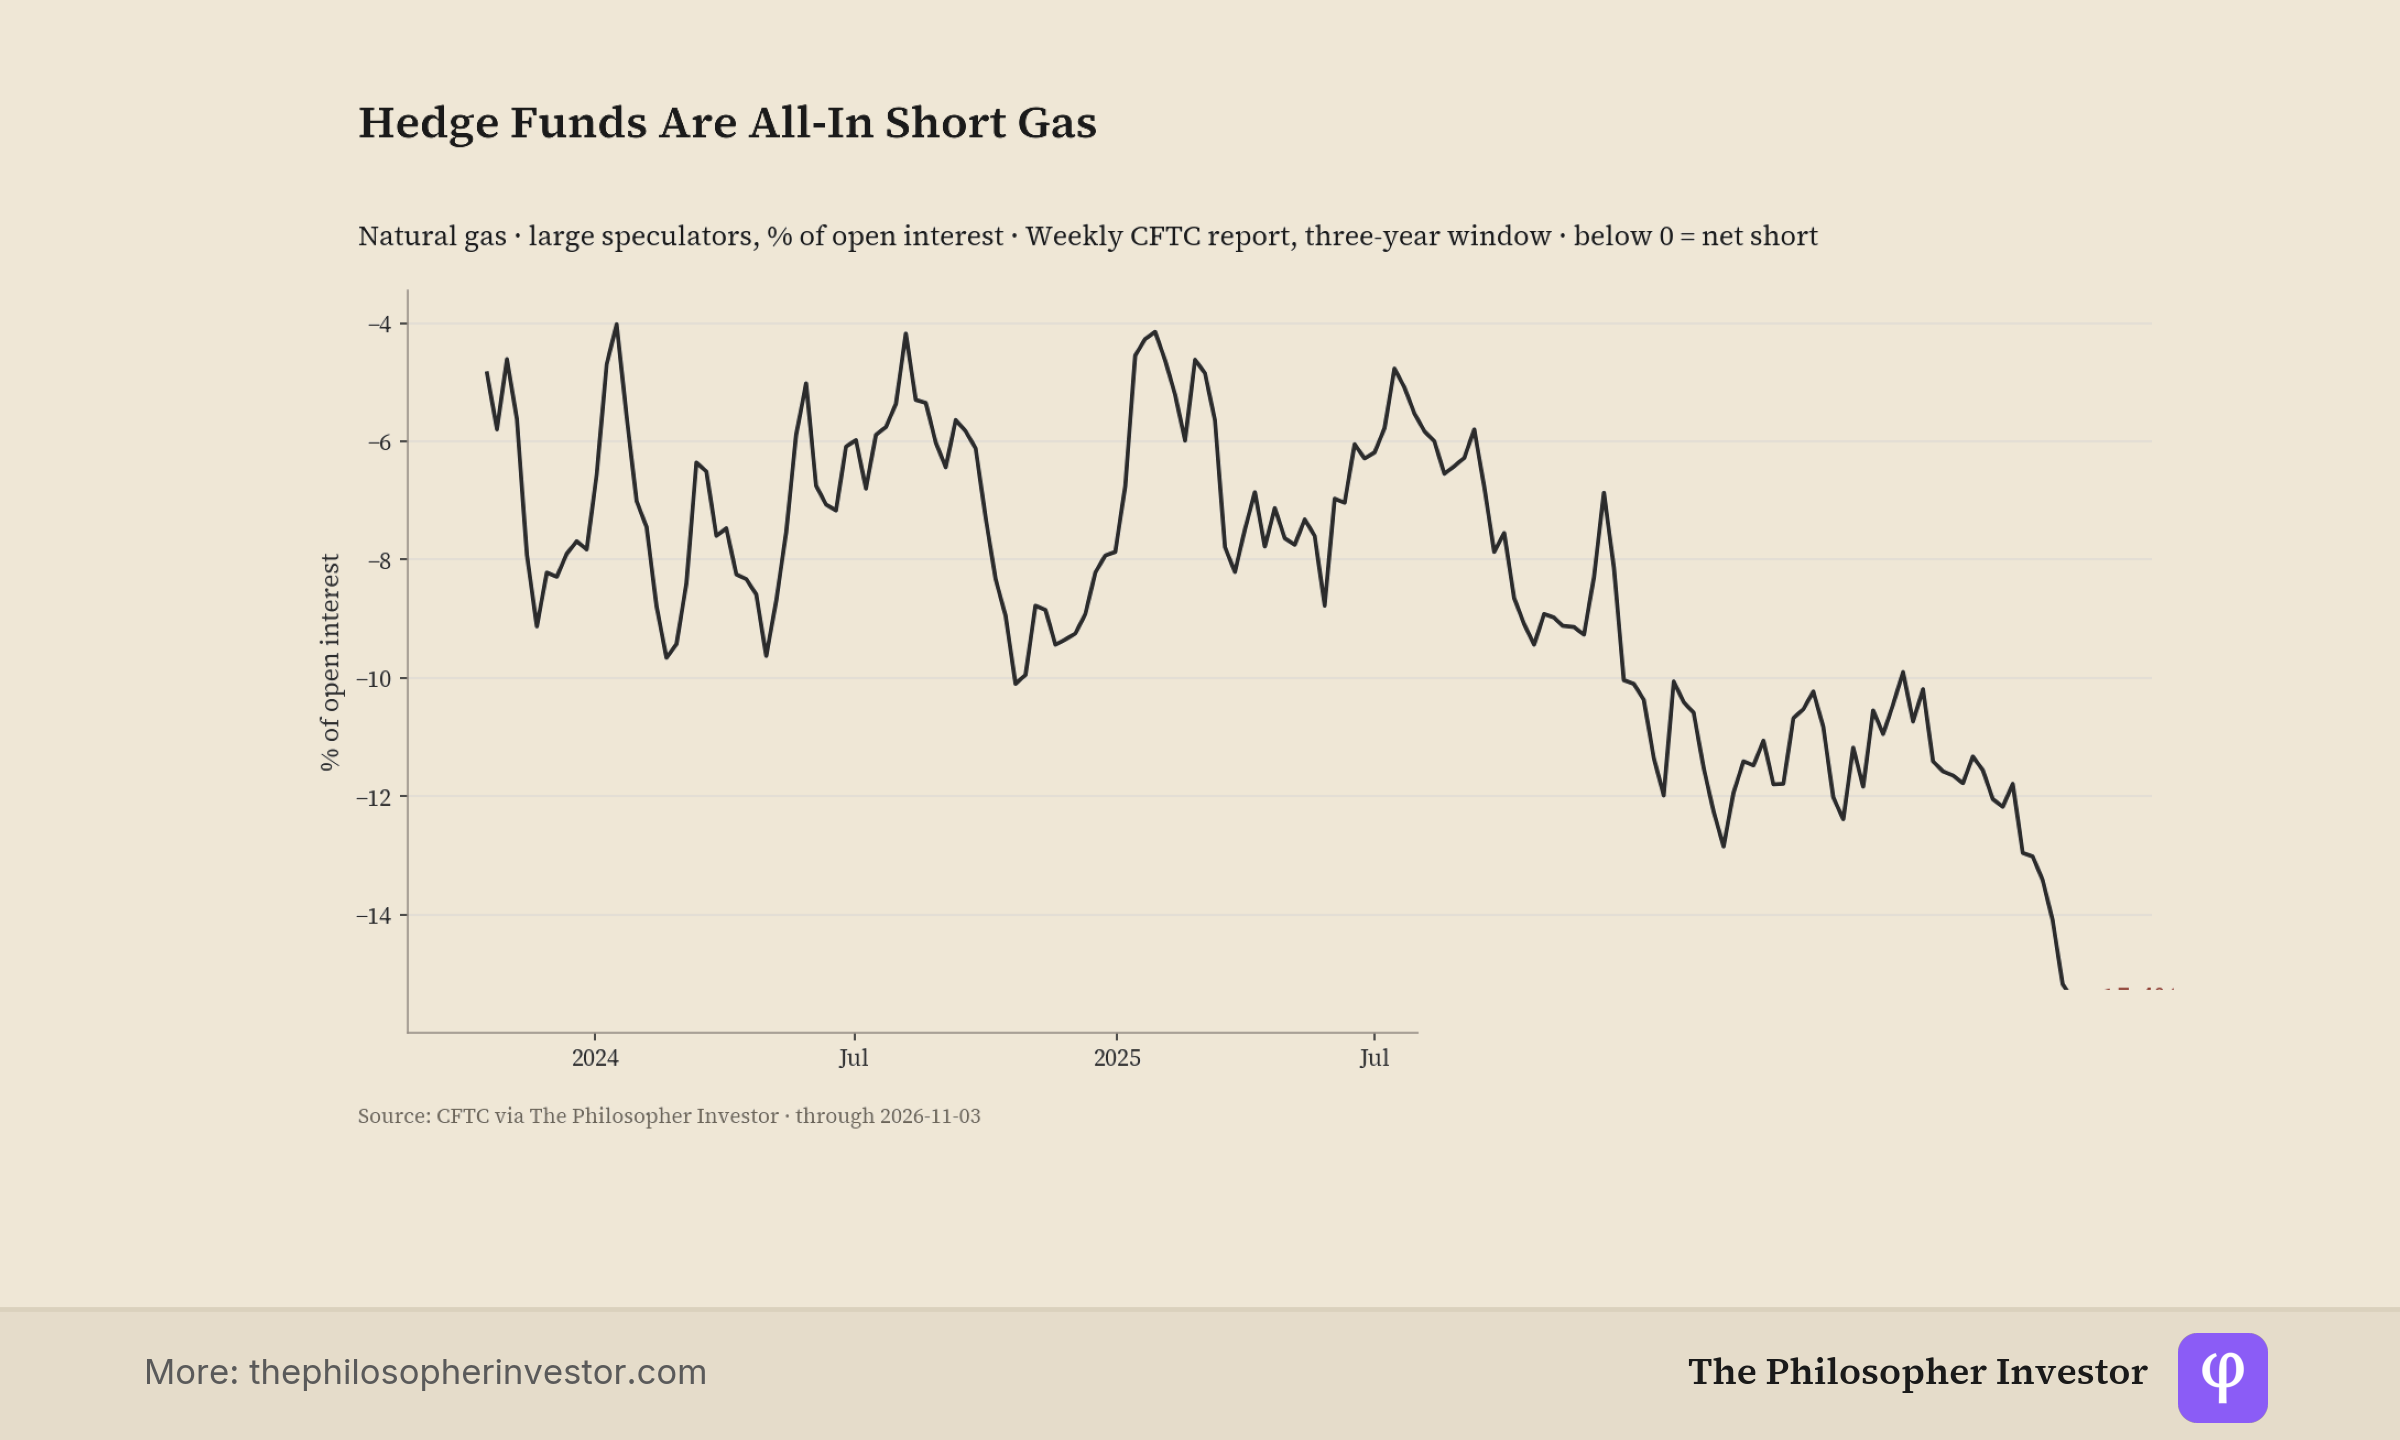 Hedge Funds Are All-In Short Gas
Natural gas · large speculators, % of open interest · Weekly CFTC report, three-year window · below 0 = net short
% of open interest
−4
−6
−8
−10
−12
−14
2024
Jul
2025
Jul
Source: CFTC via The Philosopher Investor · through 2026-11-03
More: thephilosopherinvestor.com
The Philosopher Investor
φ